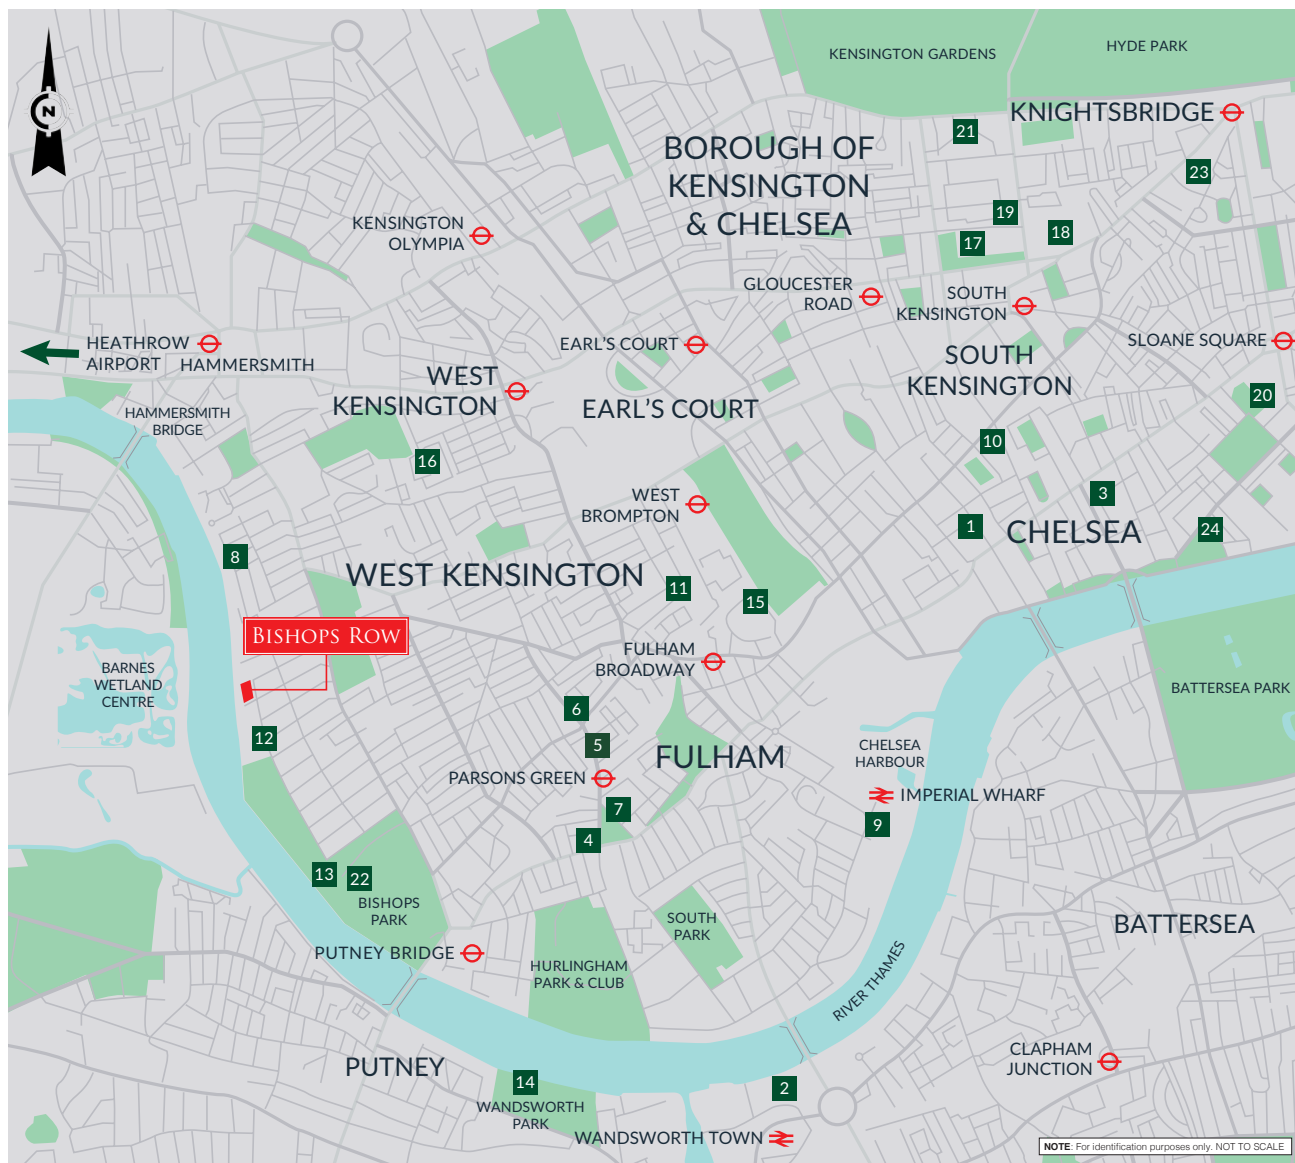 KENSINGTON GARDENS
HYDE PARK
N
KNIGHTSBRIDGE
21
BOROUGH OF
KENSINGTON
& CHELSEA
23
KENSINGTON
OLYMPIA
19
17
18
GLOUCESTER
ROAD
SOUTH
KENSINGTON
HEATHROW
AIRPORT
HAMMERSMITH
EARL'S COURT
SLOANE SQUARE
SOUTH
KENSINGTON
WEST
KENSINGTON
EARL'S COURT
20
HAMMERSMITH
BRIDGE
10
16
WEST
BROMPTON
3
1
CHELSEA
24
8
WEST KENSINGTON
11
15
BISHOPS ROW
FULHAM
BROADWAY
BARNES
WETLAND
CENTRE
BATTERSEA PARK
6
12
5
FULHAM
CHELSEA
HARBOUR
PARSONS GREEN
IMPERIAL WHARF
7
9
4
13
22
BISHOPS
PARK
SOUTH
PARK
BATTERSEA
PUTNEY BRIDGE
HURLINGHAM
PARK & CLUB
RIVER THAMES
PUTNEY
CLAPHAM
JUNCTION
14
2
WANDSWORTH
PARK
WANDSWORTH TOWN
NOTE: For identification purposes only. NOT TO SCALE